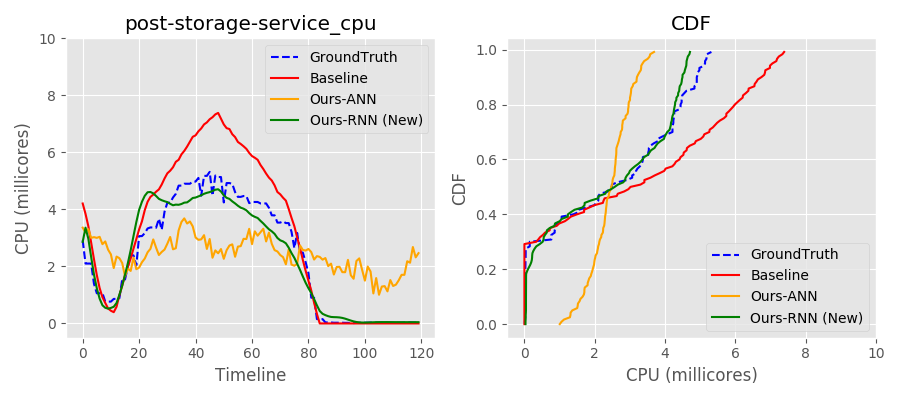 post-storage-service_cpu
CPU (millicores)
10
8
6
4
2
0
GroundTruth
Baseline
Ours-ANN
Ours-RNN (New)
0 20 40 60 80 100 120
Timeline
CDF
CDF
1.0
0.8
0.6
0.4
0.2
0.0
GroundTruth
Baseline
Ours-ANN
Ours-RNN (New)
0 2 4 6 8 10
CPU (millicores)